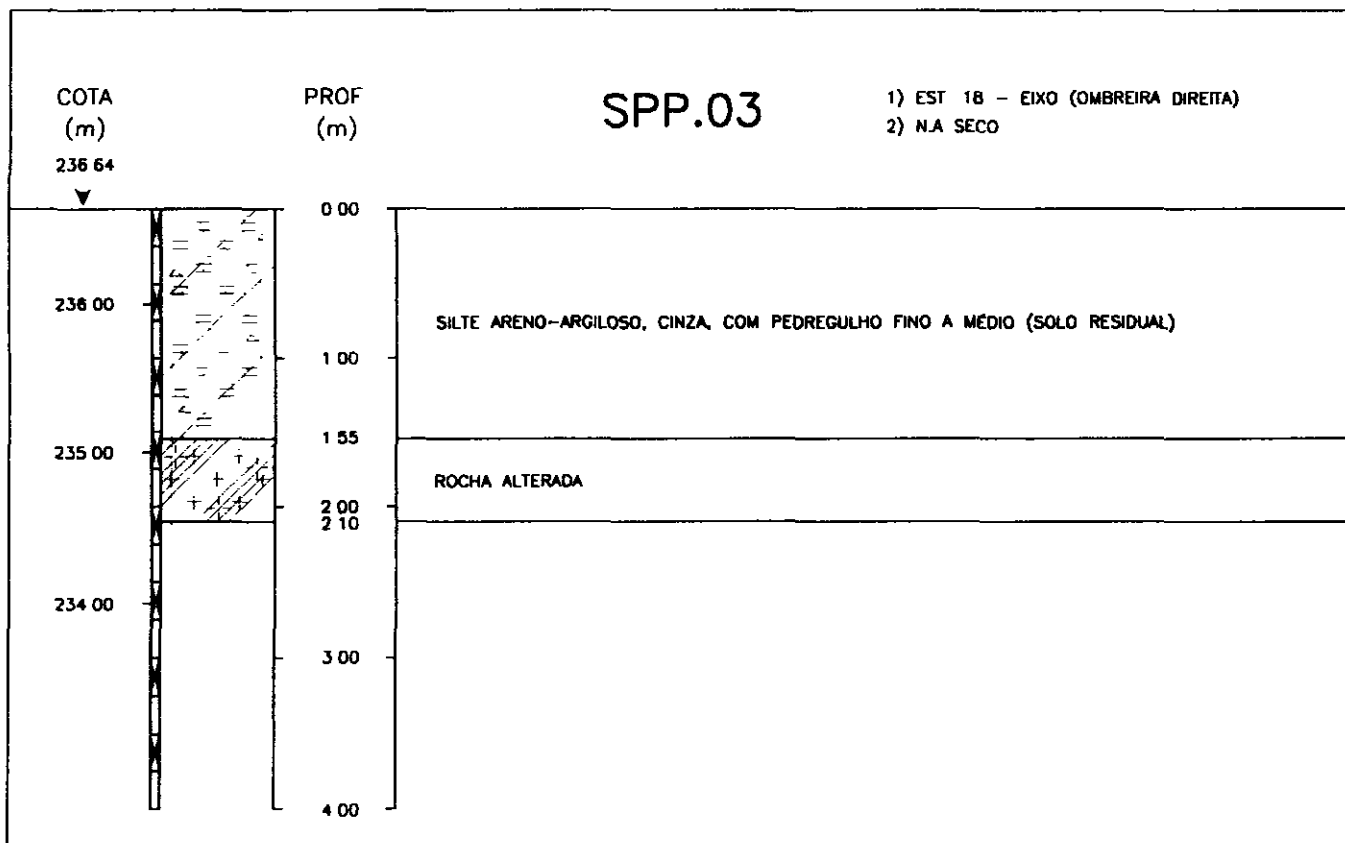 COTA
(m)
236 64
PROF
(m)
SPP.03
1) EST 18 - EIXO (OMBREIRA DIREITA)
2) N.A SECO
0 00
236 00
SILTE ARENO-ARGILOSO, CINZA, COM PEDREGULHO FINO A MÉDIO (SOLO RESIDUAL)
1 00
1 55
235 00
ROCHA ALTERADA
2 00
2 10
234 00
3 00
4 00